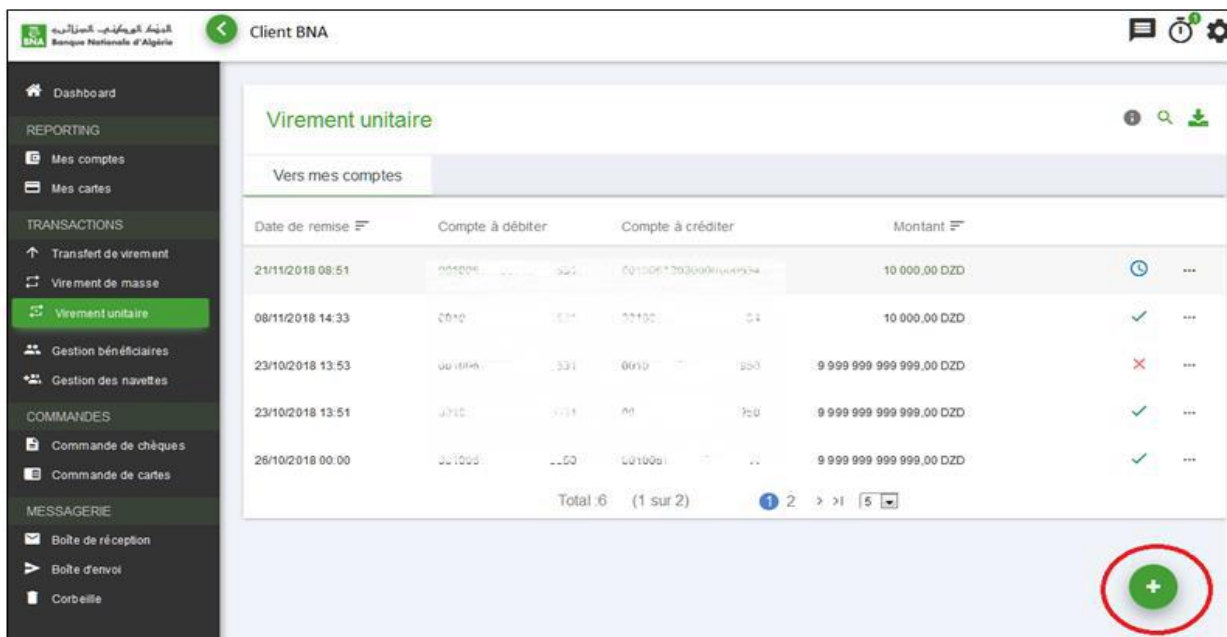 البنك الوطني الجزائري
BNA Banque Nationale d'Algérie
Client BNA
Dashboard
REPORTING
Mes comptes
Mes cartes
TRANSACTIONS
Transfert de virement
Virement de masse
Virement unitaire
Gestion bénéficiaires
Gestion des navettes
COMMANDES
Commande de chèques
Commande de cartes
MESSAGERIE
Boîte de réception
Boîte d'envoi
Corbeille
Virement unitaire
Vers mes comptes
Date de remise Compte à débiter Compte à créditer Montant
21/11/2018 08:51 10 000,00 DZD ...
08/11/2018 14:33 10 000,00 DZD ...
23/10/2018 13:53 9 999 999 999 999,00 DZD ...
23/10/2018 13:51 9 999 999 999 999,00 DZD ...
26/10/2018 00:00 9 999 999 999 999,00 DZD ...
Total :6 (1 sur 2) 1 2 > >| 5
+